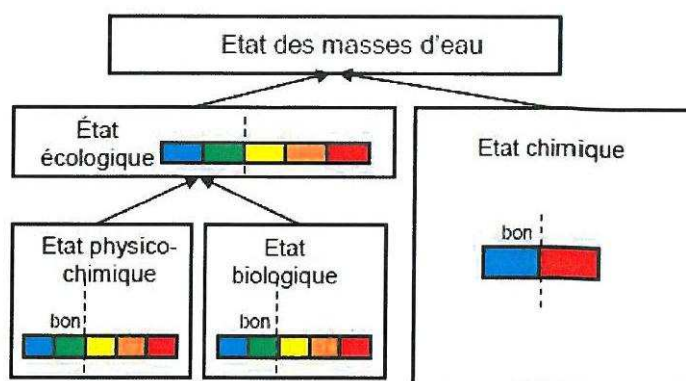 Etat des masses d'eau
État
écologique
Etat chimique
bon
Etat physico-
chimique
bon
Etat
biologique
bon